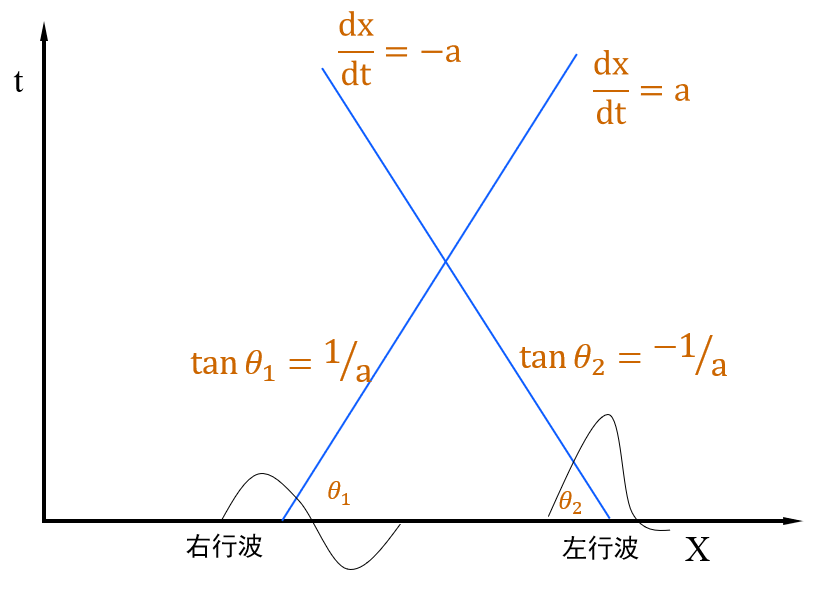 dx/dt = −a
dx/dt = a
t
tan θ₁ = 1/a
tan θ₂ = −1/a
θ₁
θ₂
右行波
左行波
X